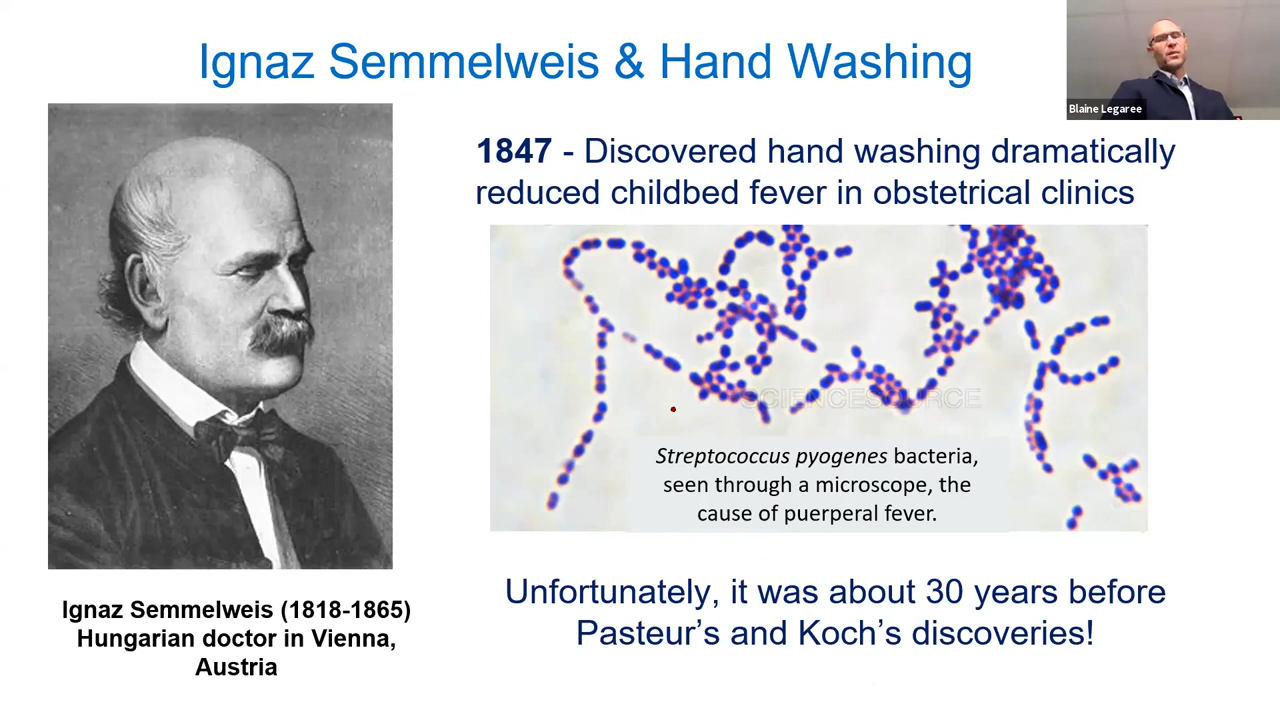 Ignaz Semmelweis & Hand Washing
Blaine Legaree
1847 - Discovered hand washing dramatically
reduced childbed fever in obstetrical clinics
SCIENCESOURCE
Streptococcus pyogenes bacteria,
seen through a microscope, the
cause of puerperal fever.
Ignaz Semmelweis (1818-1865)
Hungarian doctor in Vienna,
Austria
Unfortunately, it was about 30 years before
Pasteur’s and Koch’s discoveries!